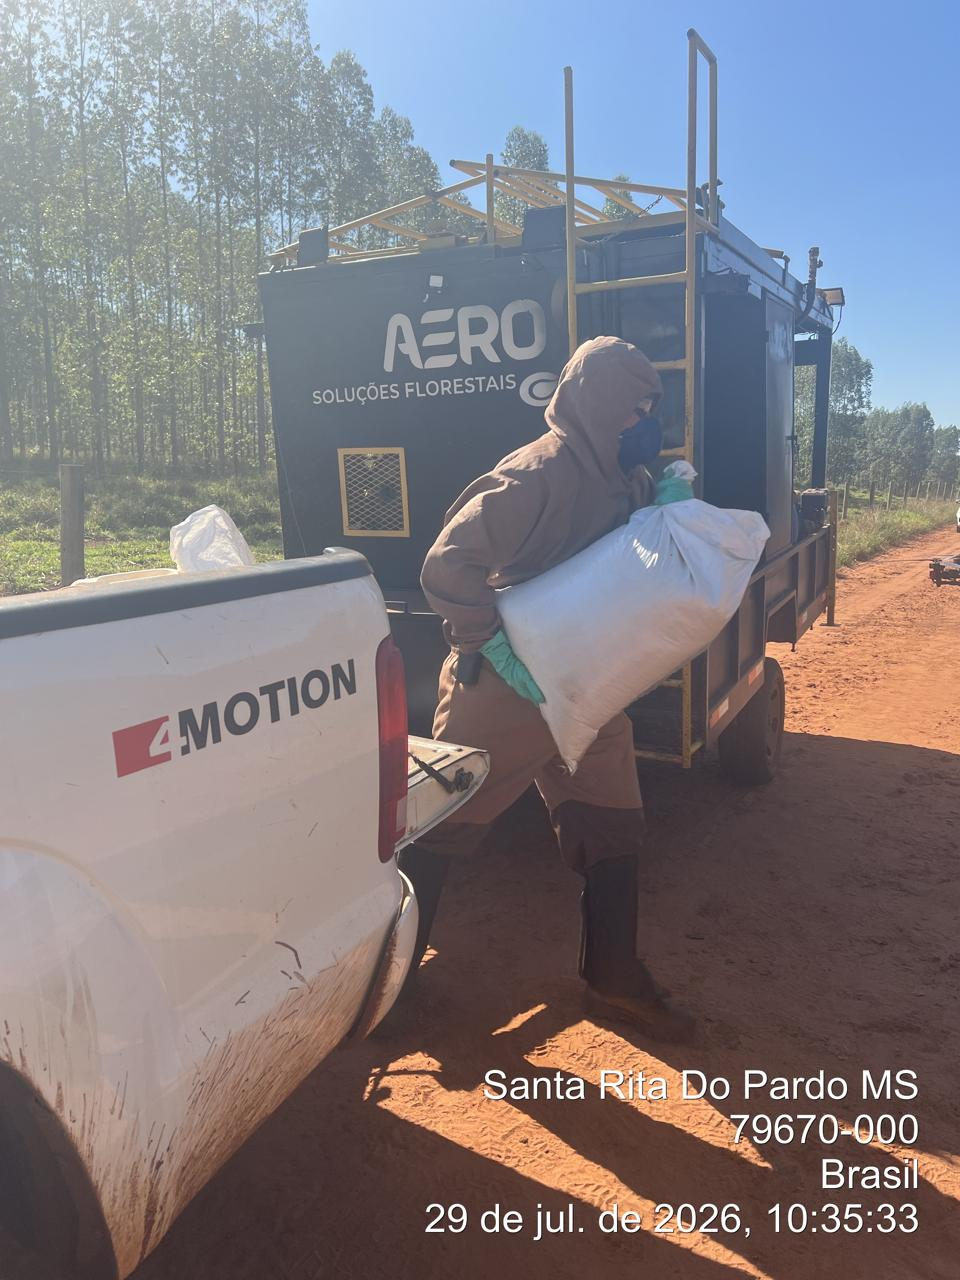 AERO
SOLUÇÕES FLORESTAIS
4MOTION
Santa Rita Do Pardo MS
79670-000
Brasil
29 de jul. de 2026, 10:35:33